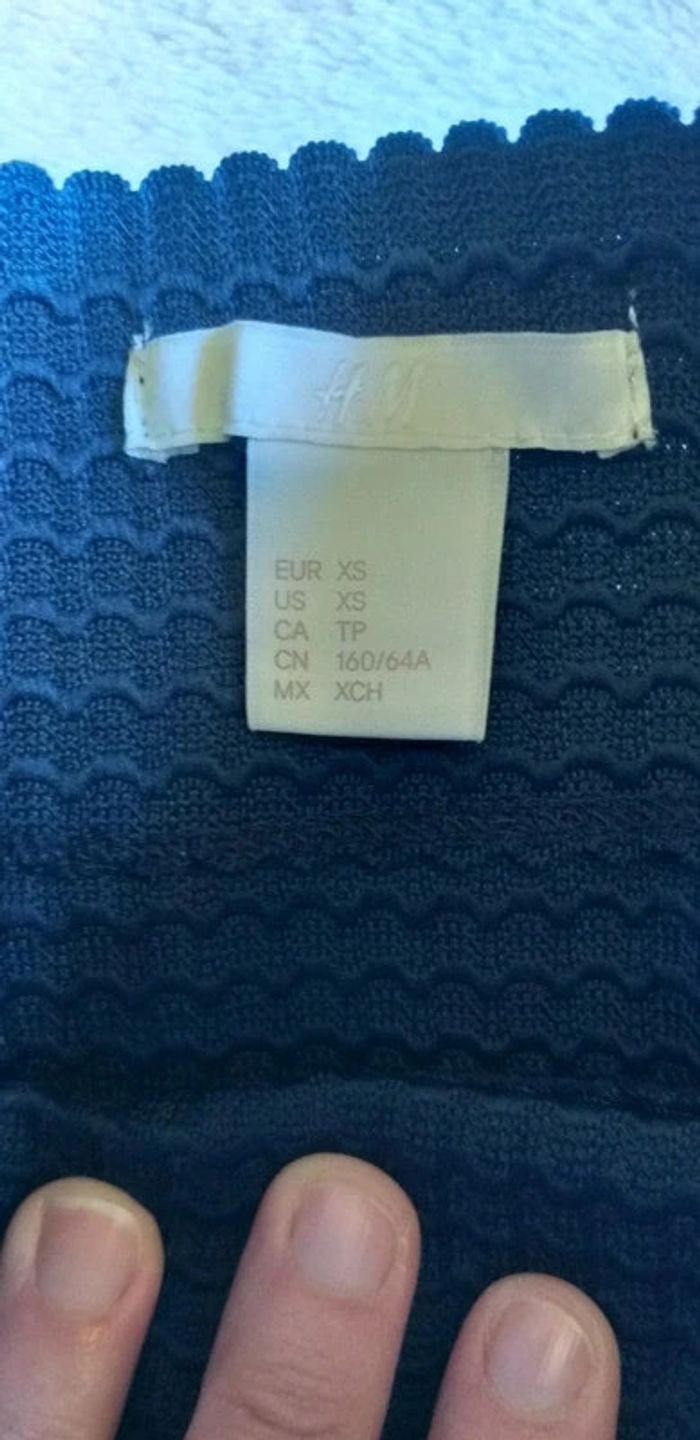 H&M
EUR XS
US XS
CA TP
CN 160/64A
MX XCH